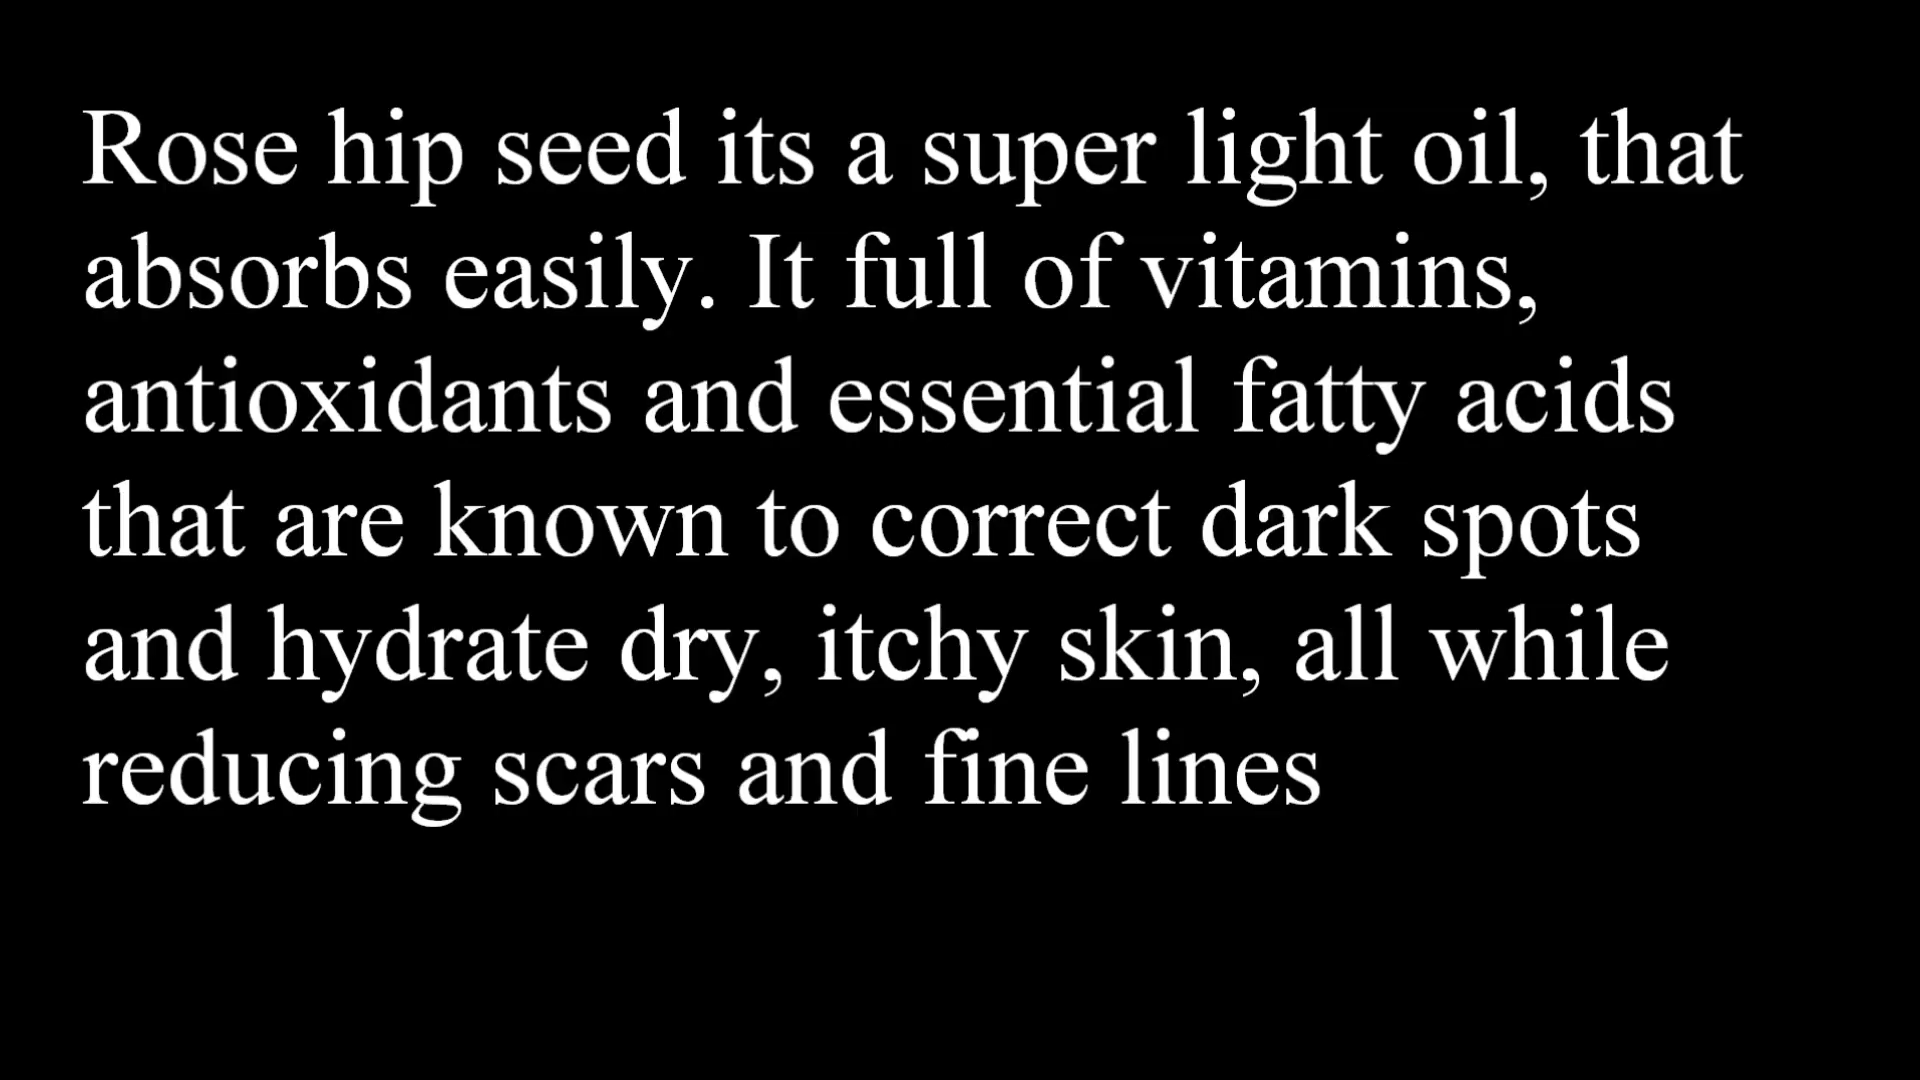 Rose hip seed its a super light oil, that
absorbs easily. It full of vitamins,
antioxidants and essential fatty acids
that are known to correct dark spots
and hydrate dry, itchy skin, all while
reducing scars and fine lines